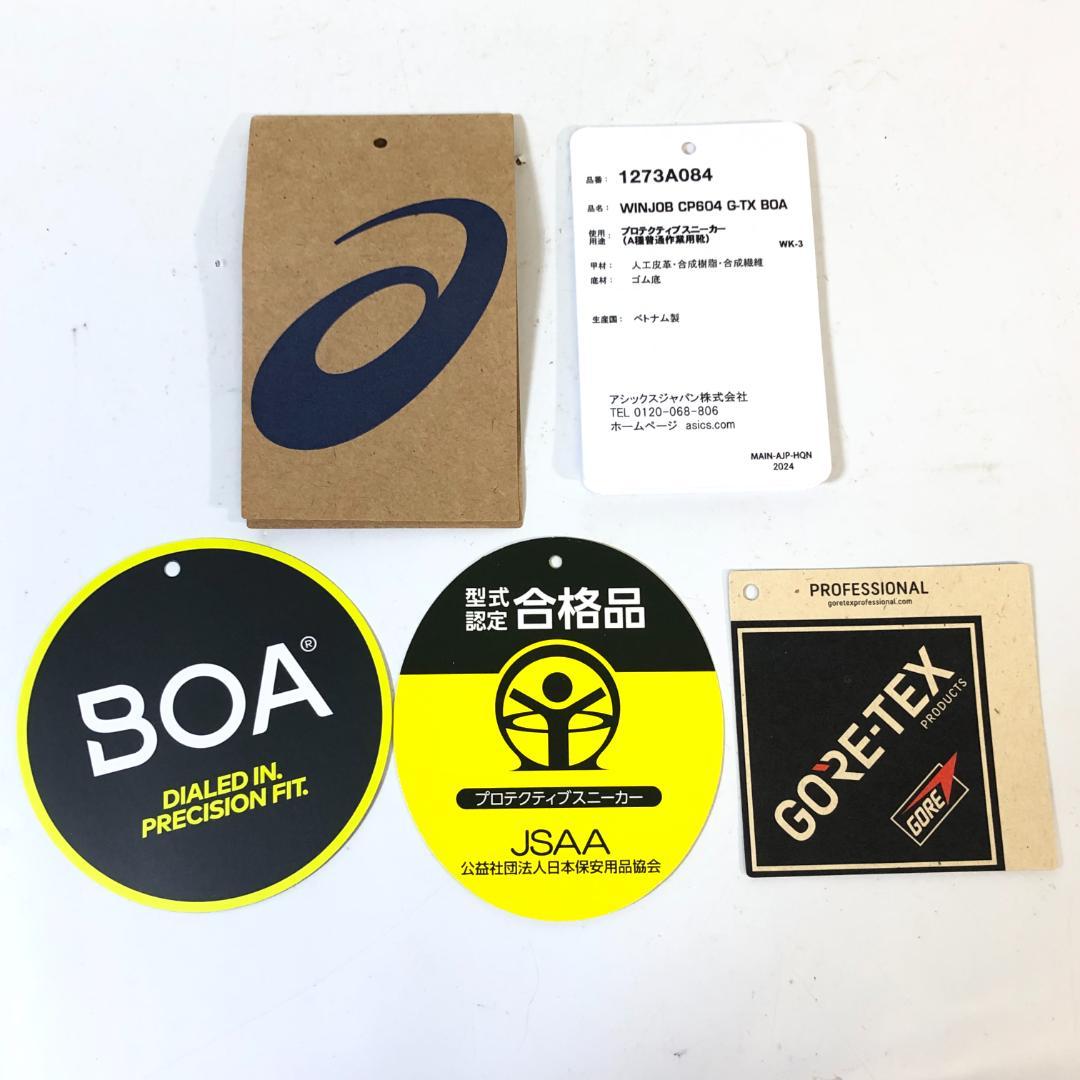 品番： 1273A084
品名： WINJOB CP604 G-TX BOA
使用用途： プロテクティブスニーカー
（A種普通作業用靴）
WK-3
甲材： 人工皮革・合成樹脂・合成繊維
底材： ゴム底
生産国： ベトナム製
アシックスジャパン株式会社
TEL 0120-068-806
ホームページ asics.com
MAIN-AJP-HQN
2024
BOA®
DIALED IN.
PRECISION FIT.
型式認定 合格品
プロテクティブスニーカー
JSAA
公益社団法人日本保安用品協会
PROFESSIONAL
goretexprofessional.com
GORE-TEX
PRODUCTS
GORE